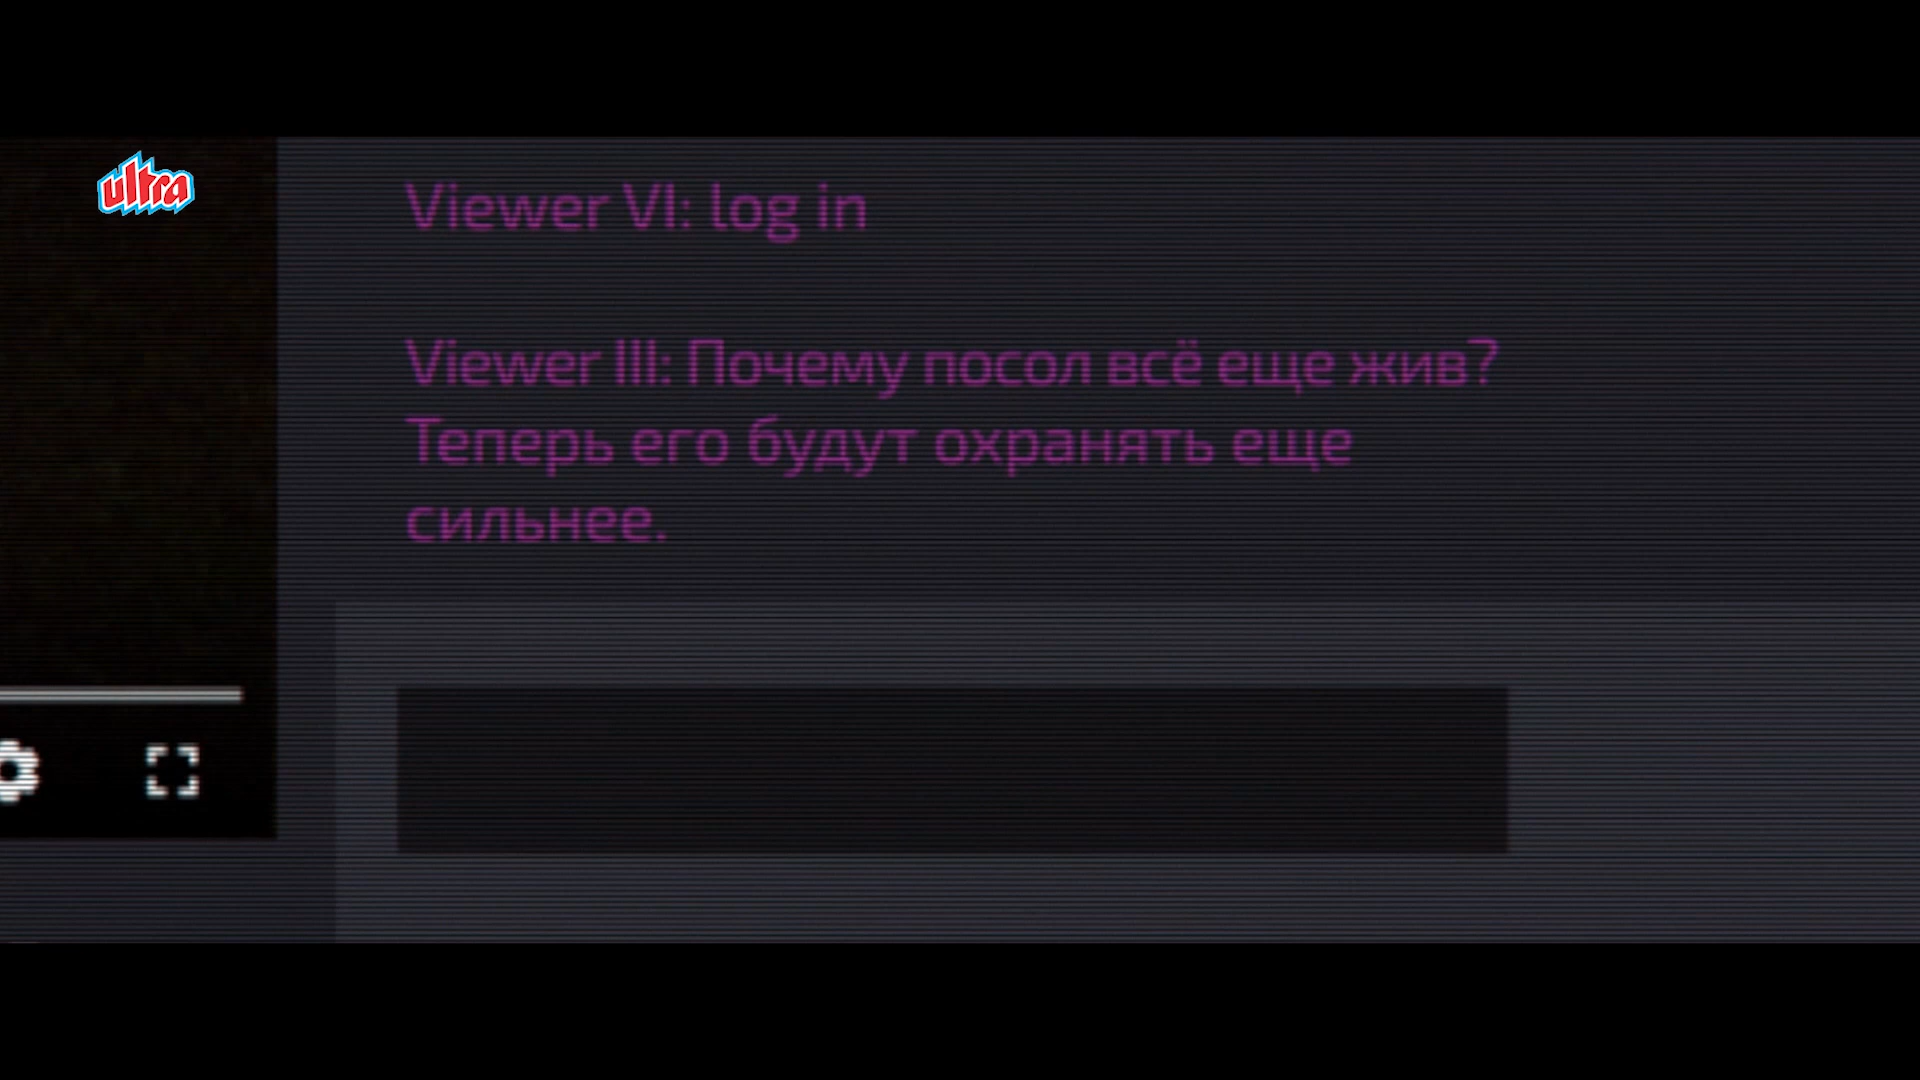 ultra
Viewer VI: log in
Viewer III: Почему посол всё еще жив?
Теперь его будут охранять еще
сильнее.